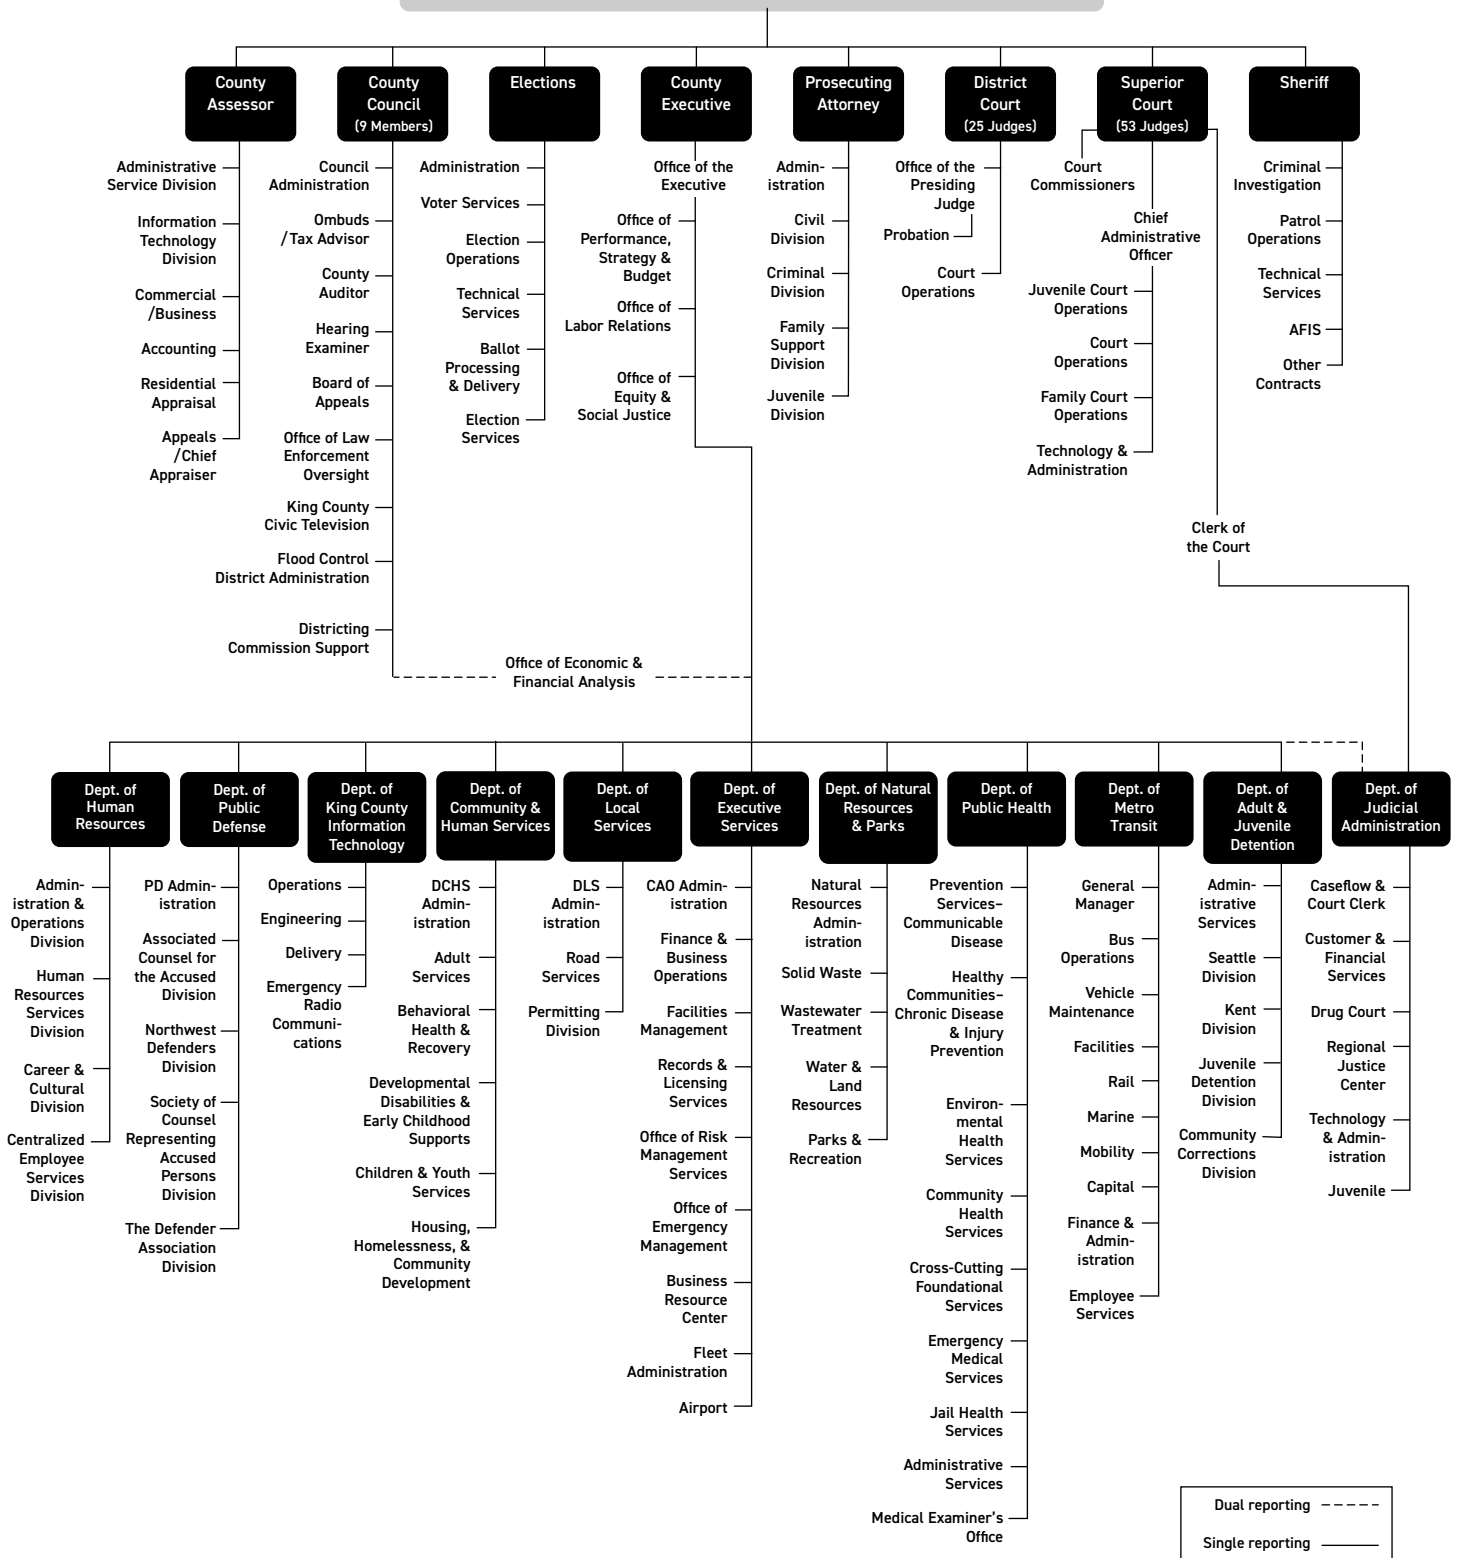 County
Assessor
County
Council
(9 Members)
Elections
County
Executive
Prosecuting
Attorney
District
Court
(25 Judges)
Superior
Court
(53 Judges)
Sheriff
Administrative
Service Division
Information
Technology
Division
Commercial
/Business
Accounting
Residential
Appraisal
Appeals
/Chief
Appraiser
Council
Administration
Ombuds
/Tax Advisor
County
Auditor
Hearing
Examiner
Board of
Appeals
Office of Law
Enforcement
Oversight
King County
Civic Television
Flood Control
District Administration
Districting
Commission Support
Administration
Voter Services
Election
Operations
Technical
Services
Ballot
Processing
& Delivery
Election
Services
Office of the
Executive
Office of
Performance,
Strategy &
Budget
Office of
Labor Relations
Office of
Equity &
Social Justice
Admin-
istration
Civil
Division
Criminal
Division
Family
Support
Division
Juvenile
Division
Office of the
Presiding
Judge
Probation
Court
Operations
Court
Commissioners
Chief
Administrative
Officer
Juvenile Court
Operations
Court
Operations
Family Court
Operations
Technology &
Administration
Clerk of
the Court
Criminal
Investigation
Patrol
Operations
Technical
Services
AFIS
Other
Contracts
Office of Economic &
Financial Analysis
Dept. of
Human
Resources
Dept. of
Public
Defense
Dept. of
King County
Information
Technology
Dept. of
Community &
Human Services
Dept. of
Local
Services
Dept. of
Executive
Services
Dept. of Natural
Resources
& Parks
Dept. of
Public Health
Dept. of
Metro
Transit
Dept. of
Adult &
Juvenile
Detention
Dept. of
Judicial
Administration
Admin-
istration &
Operations
Division
Human
Resources
Services
Division
Career &
Cultural
Division
Centralized
Employee
Services
Division
PD Admin-
istration
Associated
Counsel for
the Accused
Division
Northwest
Defenders
Division
Society of
Counsel
Representing
Accused
Persons
Division
The Defender
Association
Division
Operations
Engineering
Delivery
Emergency
Radio
Communi-
cations
DCHS
Admin-
istration
Adult
Services
Behavioral
Health &
Recovery
Developmental
Disabilities &
Early Childhood
Supports
Children & Youth
Services
Housing,
Homelessness, &
Community
Development
DLS
Admin-
istration
Road
Services
Permitting
Division
CAO Admin-
istration
Finance &
Business
Operations
Facilities
Management
Records &
Licensing
Services
Office of Risk
Management
Services
Office of
Emergency
Management
Business
Resource
Center
Fleet
Administration
Airport
Natural
Resources
Admin-
istration
Solid Waste
Wastewater
Treatment
Water &
Land
Resources
Parks &
Recreation
Prevention
Services–
Communicable
Disease
Healthy
Communities–
Chronic Disease
& Injury
Prevention
Environ-
mental
Health
Services
Community
Health
Services
Cross-Cutting
Foundational
Services
Emergency
Medical
Services
Jail Health
Services
Administrative
Services
Medical Examiner's
Office
General
Manager
Bus
Operations
Vehicle
Maintenance
Facilities
Rail
Marine
Mobility
Capital
Finance &
Admin-
istration
Employee
Services
Admin-
istrative
Services
Seattle
Division
Kent
Division
Juvenile
Detention
Division
Community
Corrections
Division
Caseflow &
Court Clerk
Customer &
Financial
Services
Drug Court
Regional
Justice
Center
Technology
& Admin-
istration
Juvenile
Dual reporting
Single reporting